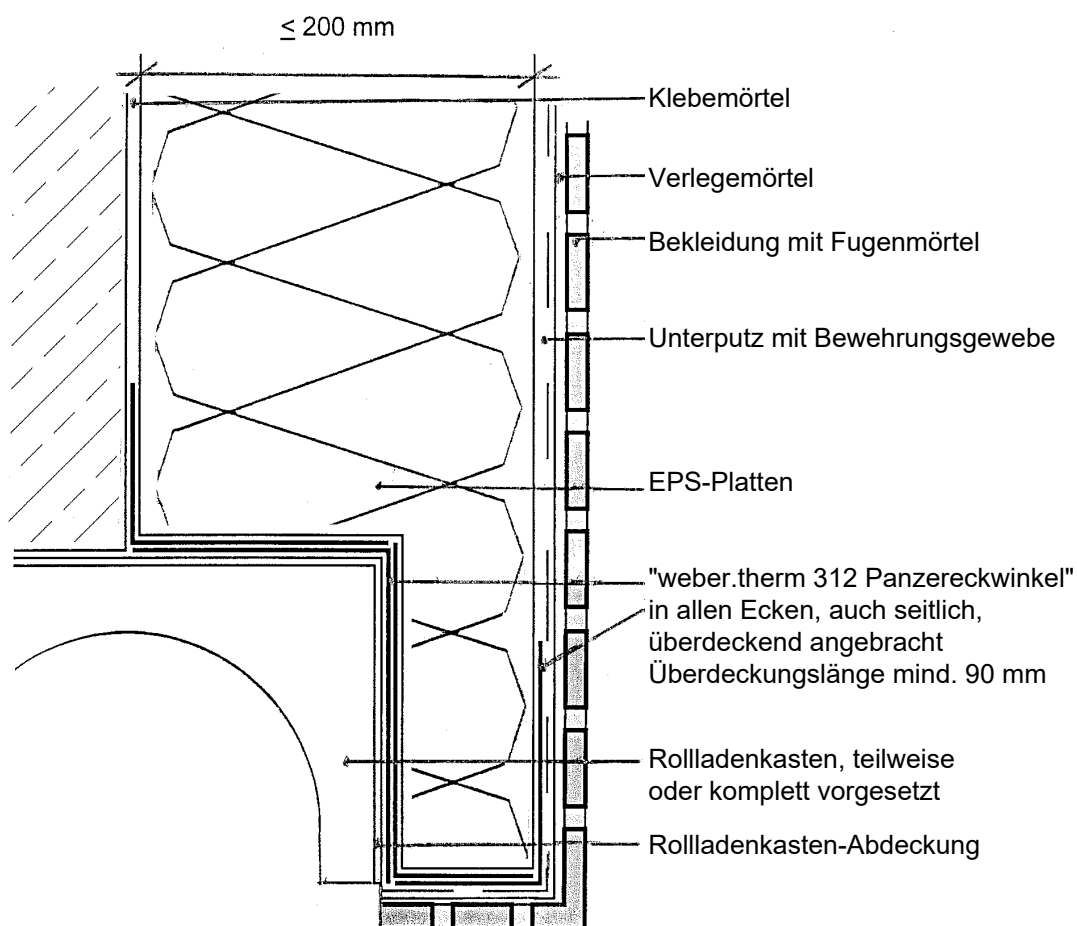 ≤ 200 mm
Klebemörtel
Verlegemörtel
Bekleidung mit Fugenmörtel
Unterputz mit Bewehrungsgewebe
EPS-Platten
"weber.therm 312 Panzereckwinkel"
in allen Ecken, auch seitlich,
überdeckend angebracht
Überdeckungslänge mind. 90 mm
Rollladenkasten, teilweise
oder komplett vorgesetzt
Rollladenkasten-Abdeckung